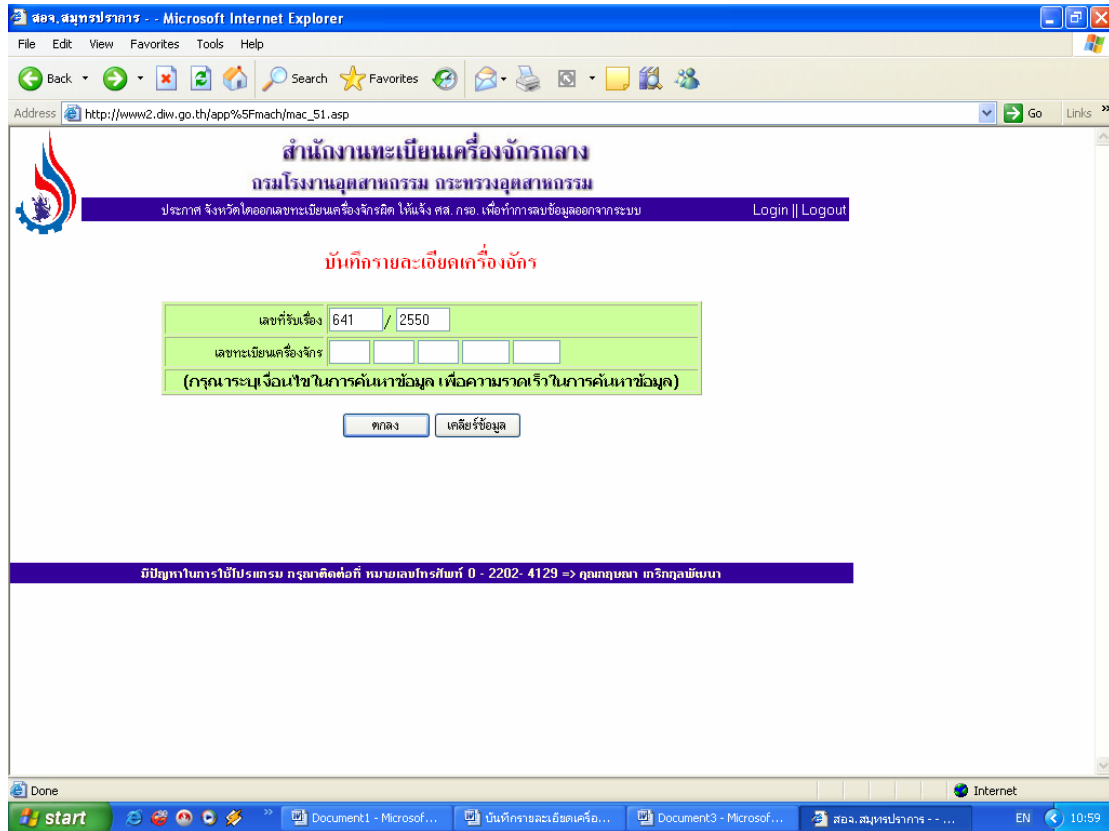 สอจ.สมุทรปราการ - - Microsoft Internet Explorer
File Edit View Favorites Tools Help
Back Search Favorites
Address http://www2.diw.go.th/app%5Fmach/mac_51.asp Go Links »
สำนักงานทะเบียนเครื่องจักรกลาง
กรมโรงงานอุตสาหกรรม กระทรวงอุตสาหกรรม
ประกาศ จังหวัดใดออกเลขทะเบียนเครื่องจักรผิด ให้แจ้ง ศส. กรอ. เพื่อทำการลบข้อมูลออกจากระบบ Login || Logout
บันทึกรายละเอียดเครื่องจักร
เลขที่รับเรื่อง 641 / 2550
เลขทะเบียนเครื่องจักร
(กรุณาระบุเงื่อนไขในการค้นหาข้อมูล เพื่อความรวดเร็วในการค้นหาข้อมูล)
ตกลง เคลียร์ข้อมูล
มีปัญหาในการใช้โปรแกรม กรุณาติดต่อที่ หมายเลขโทรศัพท์ 0 - 2202- 4129 => คุณกฤษณา เกริกกุลพัฒนา
Done Internet
start » Document1 - Microsof... บันทึกรายละเอียดเครื่อ... Document3 - Microsof... สอจ.สมุทรปราการ - - ... EN 10:59